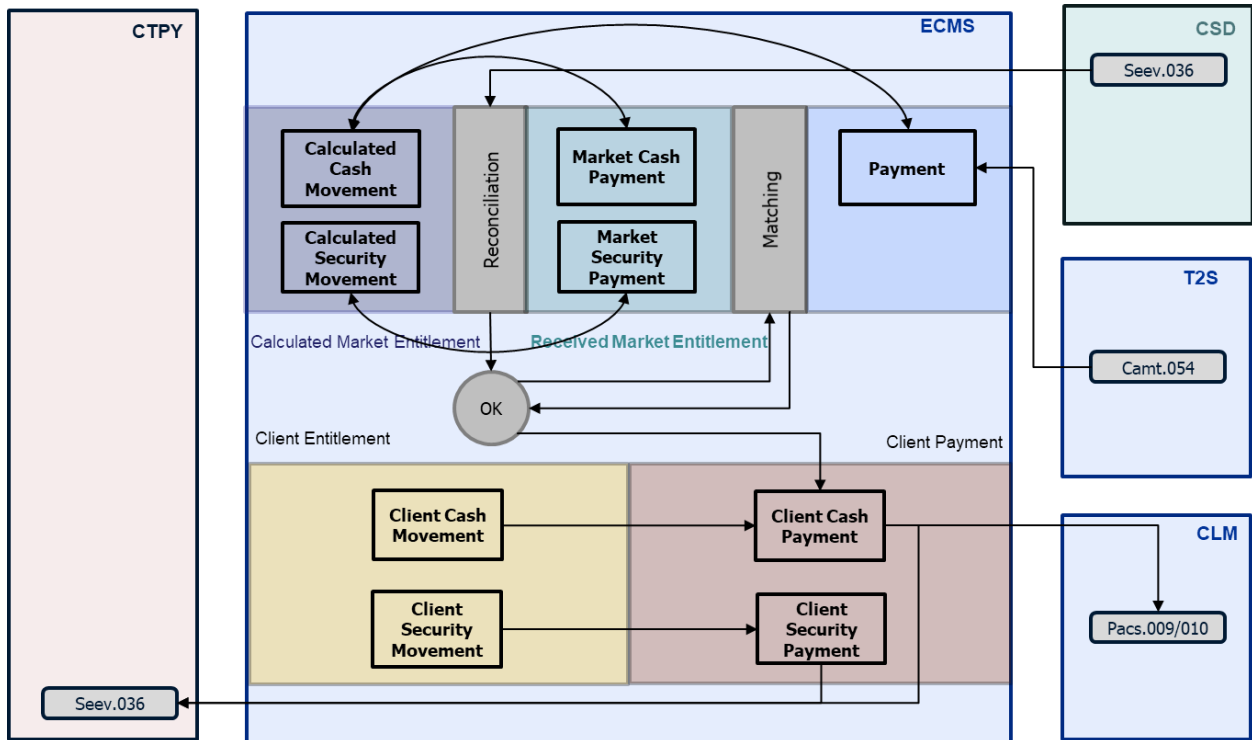 CTPY
ECMS
CSD
Seev.036
Calculated
Cash
Movement
Reconciliation
Market Cash
Payment
Matching
Payment
Calculated
Security
Movement
Market
Security
Payment
T2S
Calculated Market Entitlement
Received Market Entitlement
Camt.054
OK
Client Entitlement
Client Payment
Client Cash
Movement
Client Cash
Payment
CLM
Client
Security
Movement
Client
Security
Payment
Pacs.009/010
Seev.036